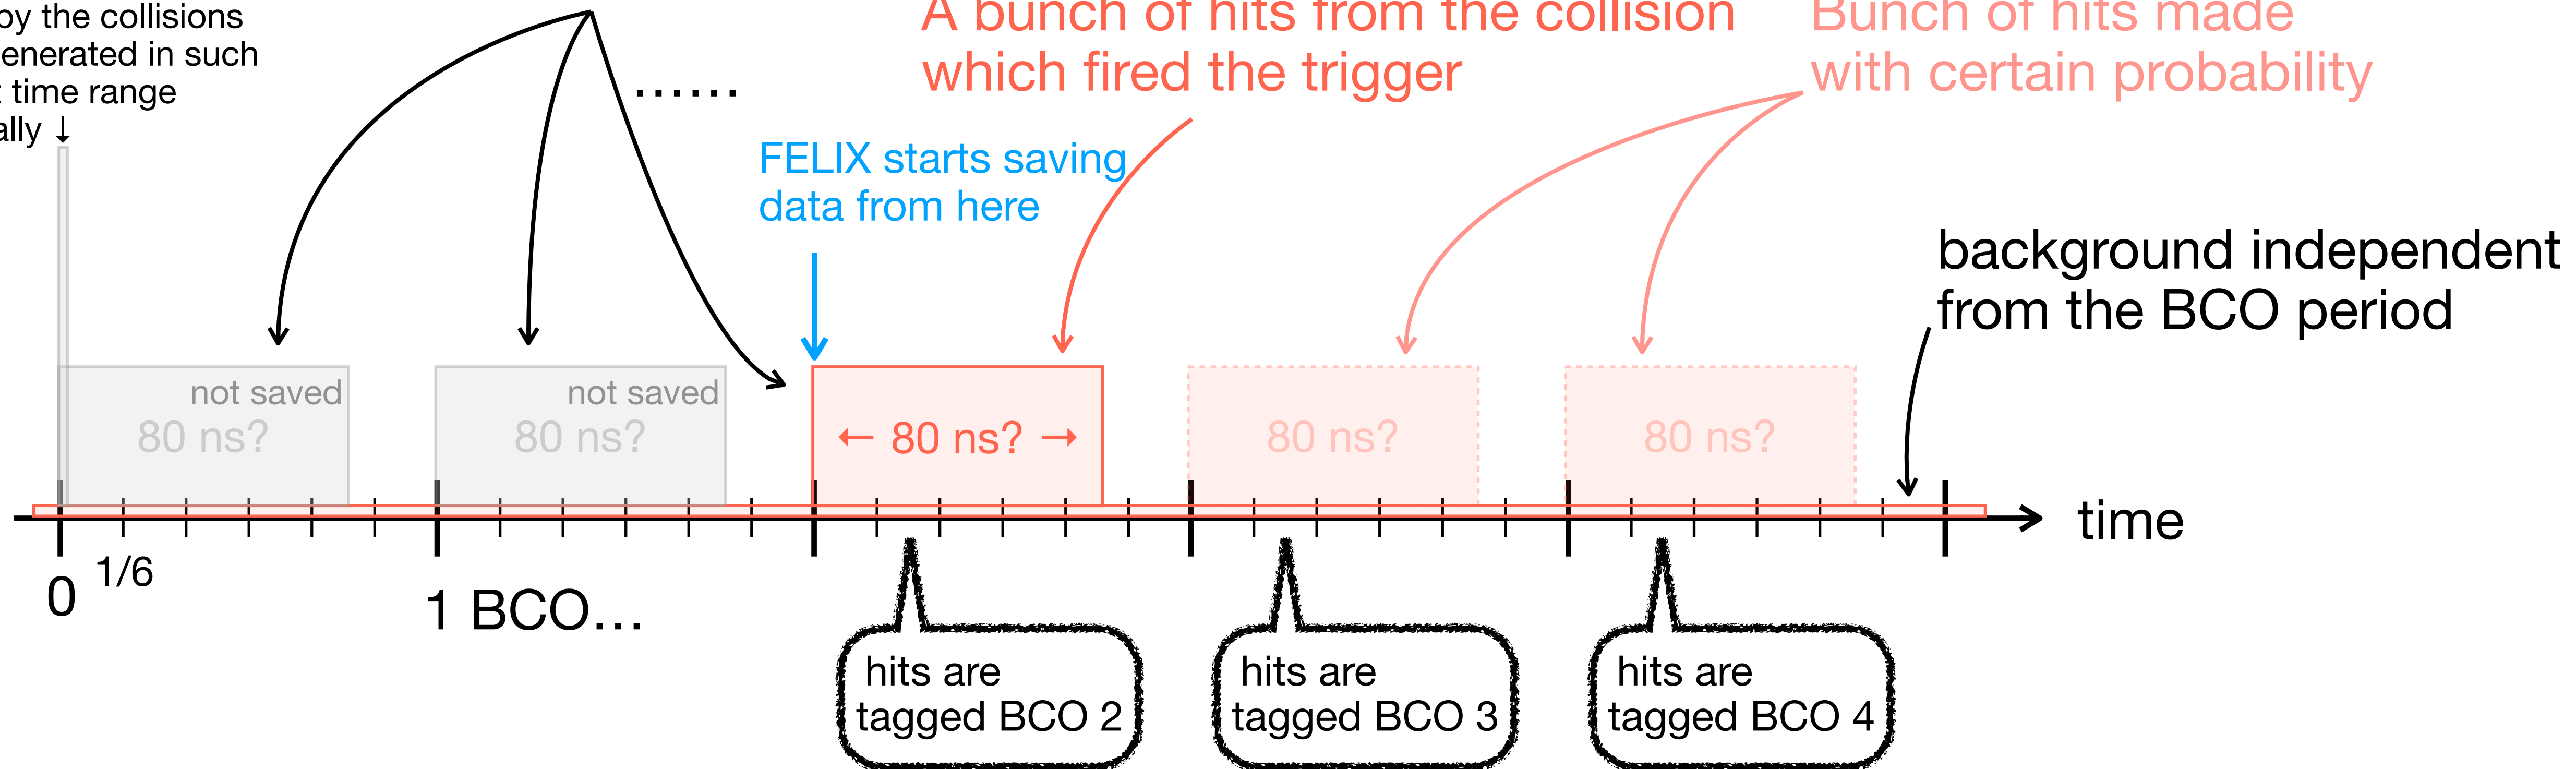 by the collisions
enerated in such
time range
ally ↓
......
A bunch of hits from the collision
which fired the trigger
Bunch of hits made
with certain probability
FELIX starts saving
data from here
background independent
from the BCO period
not saved
80 ns?
not saved
80 ns?
← 80 ns? →
80 ns?
80 ns?
time
0
1/6
1 BCO...
hits are
tagged BCO 2
hits are
tagged BCO 3
hits are
tagged BCO 4